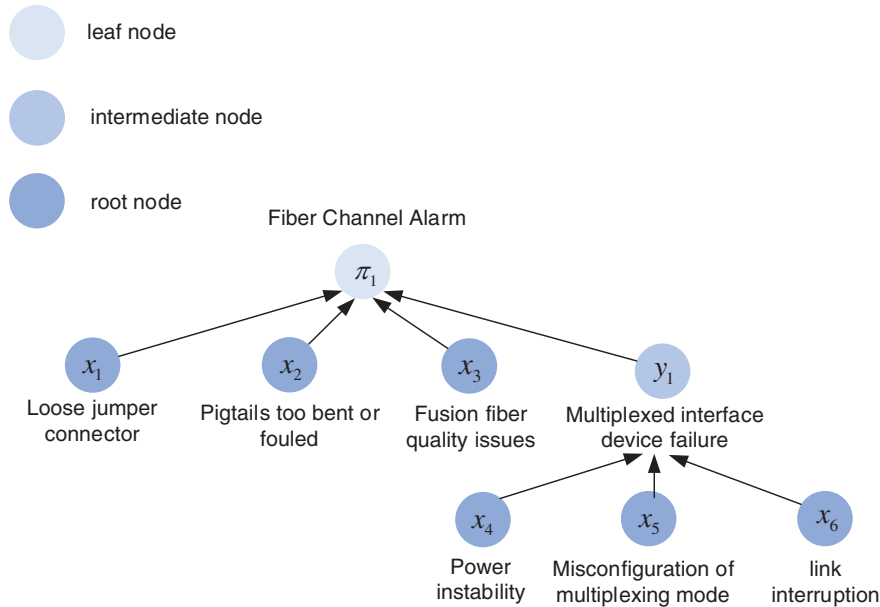 leaf node
intermediate node
root node
Fiber Channel Alarm
π1
x1
x2
x3
y1
Loose jumper
connector
Pigtails too bent or
fouled
Fusion fiber
quality issues
Multiplexed interface
device failure
x4
x5
x6
Power
instability
Misconfiguration of
multiplexing mode
link
interruption